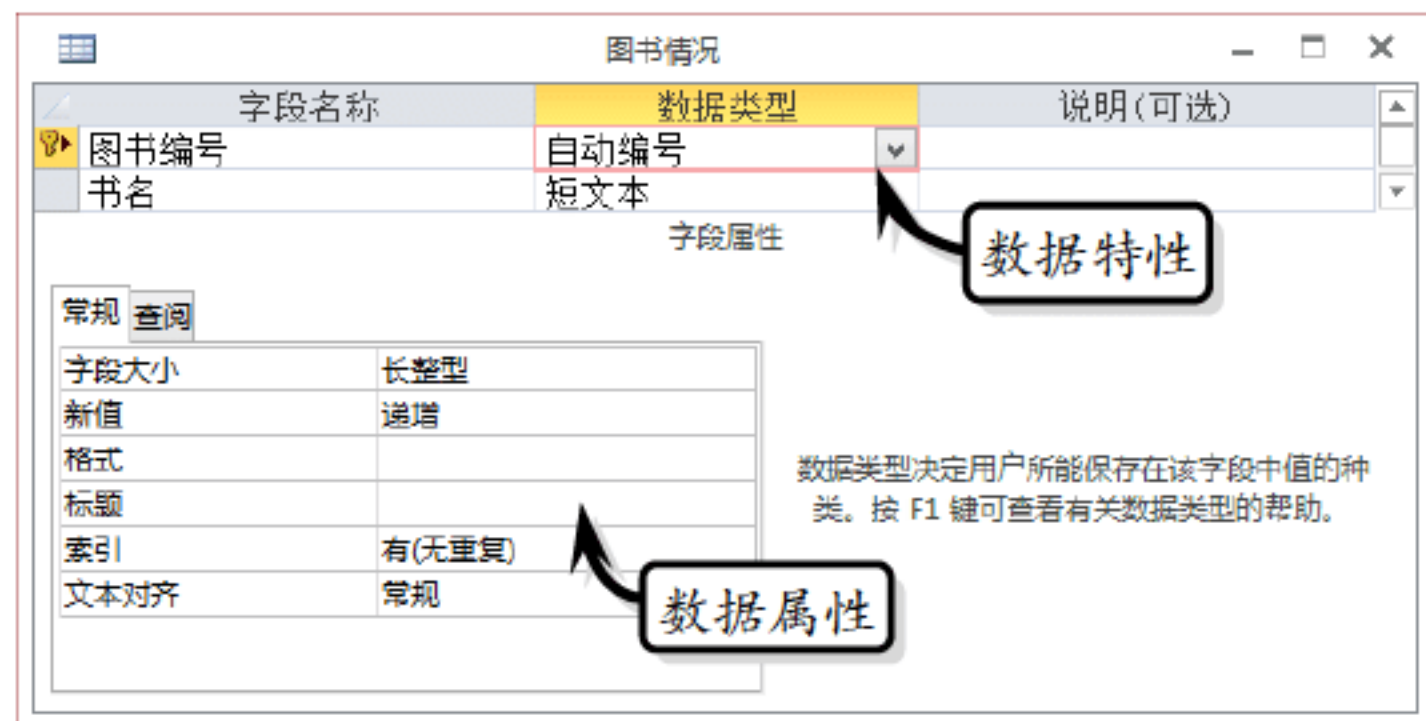 图书情况
字段名称 数据类型 说明(可选)
图书编号 自动编号
书名 短文本
字段属性
数据特性
常规 查阅
字段大小 长整型
新值 递增
格式
标题
索引 有(无重复)
文本对齐 常规
数据类型决定用户所能保存在该字段中值的种
类。按 F1 键可查看有关数据类型的帮助。
数据属性